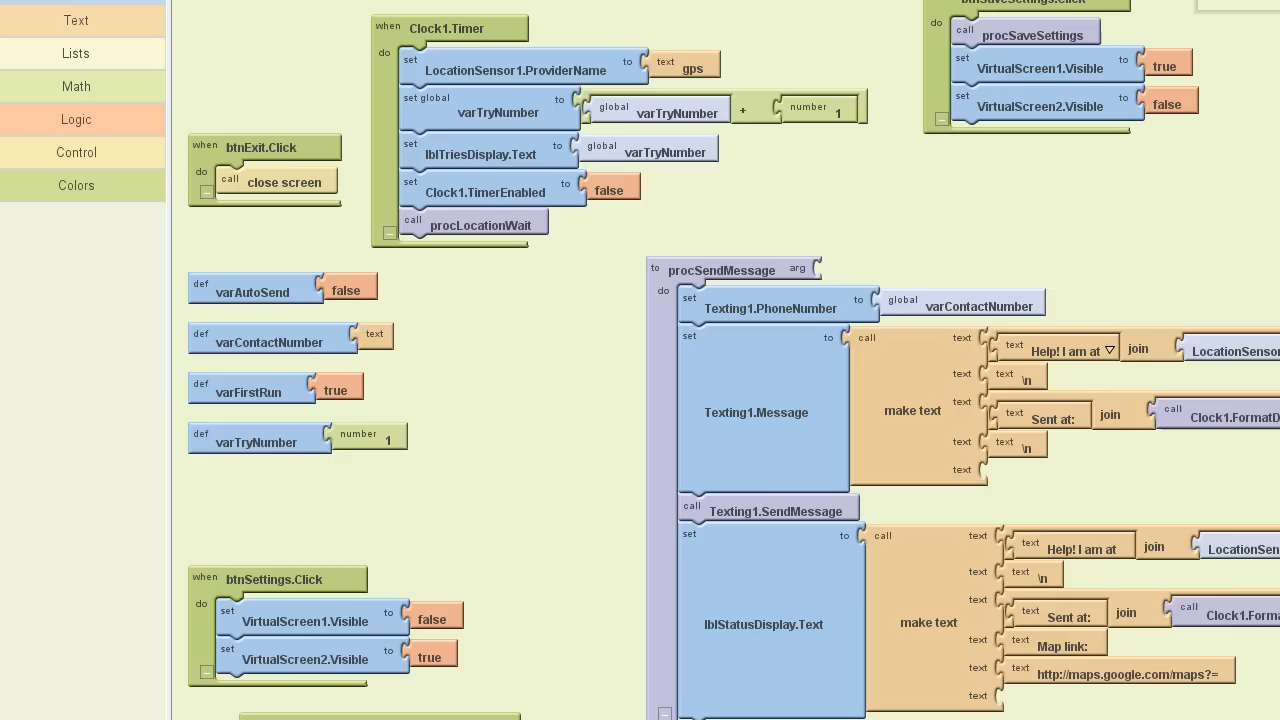 Text
Lists
Math
Logic
Control
Colors
when Clock1.Timer
do
set LocationSensor1.ProviderName to text gps
set global varTryNumber to global varTryNumber + number 1
set lblTriesDisplay.Text to global varTryNumber
set Clock1.TimerEnabled to false
call procLocationWait
btnSaveSettings.Click
do
call procSaveSettings
set VirtualScreen1.Visible to true
set VirtualScreen2.Visible to false
when btnExit.Click
do call close screen
def varAutoSend false
def varContactNumber text
def varFirstRun true
def varTryNumber number 1
when btnSettings.Click
do
set VirtualScreen1.Visible to false
set VirtualScreen2.Visible to true
to procSendMessage arg
do
set Texting1.PhoneNumber to global varContactNumber
set Texting1.Message to call make text
text text Help! I am at join LocationSensor
text text \n
text text Sent at: join call Clock1.FormatD
text text \n
text
call Texting1.SendMessage
set lblStatusDisplay.Text to call make text
text text Help! I am at join LocationSen
text text \n
text text Sent at: join call Clock1.Forma
text text Map link:
text text http://maps.google.com/maps?=
text